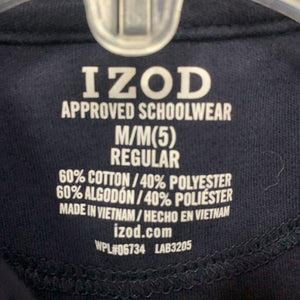 IZOD
APPROVED SCHOOLWEAR
M/M(5)
REGULAR
60% COTTON / 40% POLYESTER
60% ALGODÓN / 40% POLIÉSTER
MADE IN VIETNAM / HECHO EN VIETNAM
izod.com
WPL#06734 LAB3205